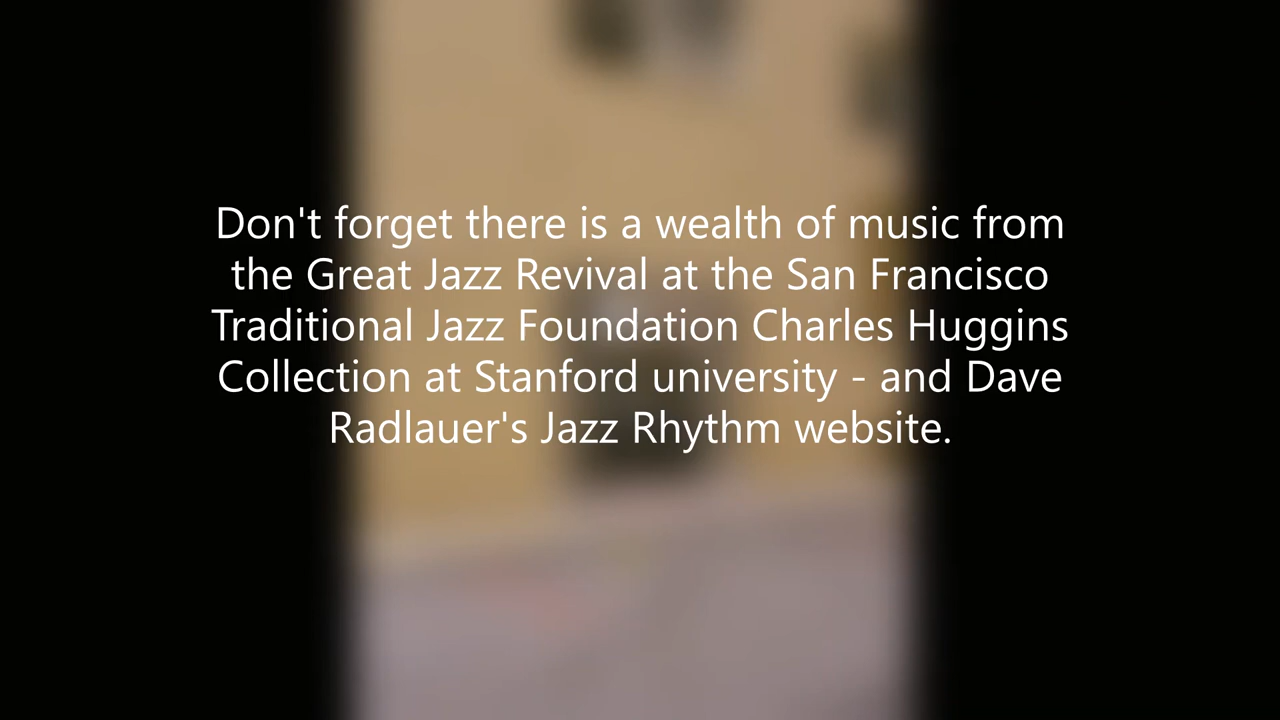 Don't forget there is a wealth of music from
the Great Jazz Revival at the San Francisco
Traditional Jazz Foundation Charles Huggins
Collection at Stanford university - and Dave
Radlauer's Jazz Rhythm website.